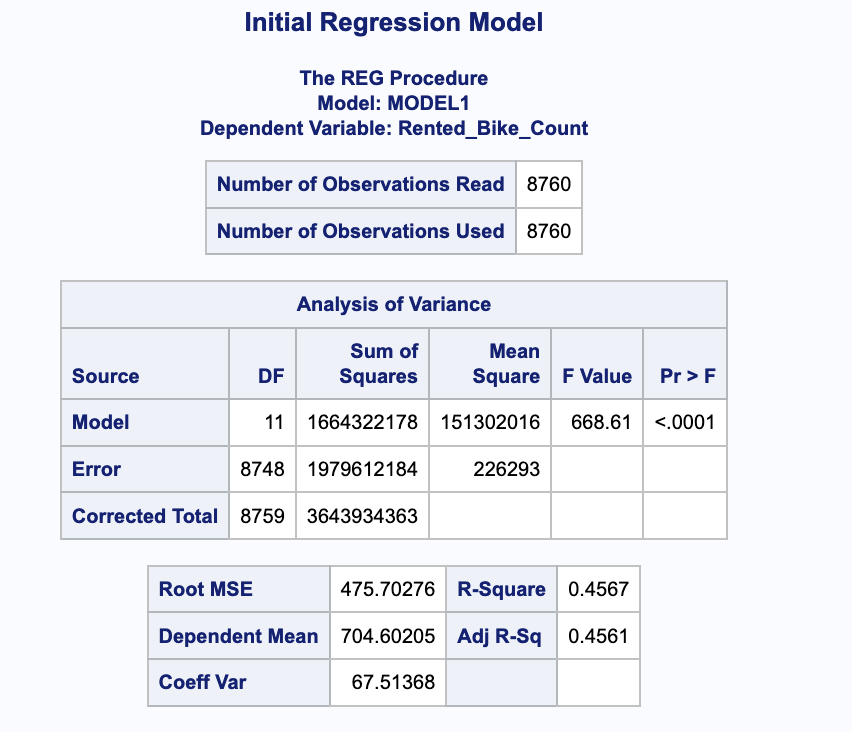 Initial Regression Model
The REG Procedure
Model: MODEL1
Dependent Variable: Rented_Bike_Count
Number of Observations Read 8760
Number of Observations Used 8760
Analysis of Variance
Source DF Sum of Squares Mean Square F Value Pr > F
Model 11 1664322178 151302016 668.61 <.0001
Error 8748 1979612184 226293
Corrected Total 8759 3643934363
Root MSE 475.70276 R-Square 0.4567
Dependent Mean 704.60205 Adj R-Sq 0.4561
Coeff Var 67.51368